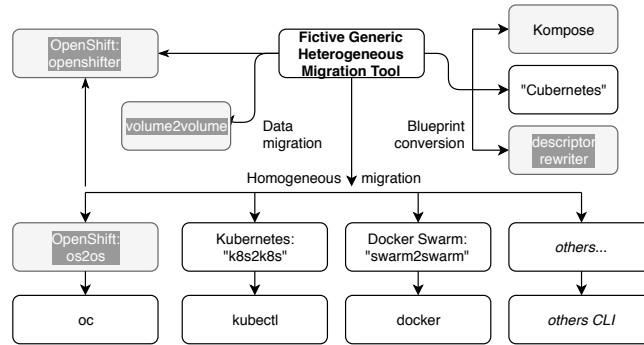 OpenShift:
openshifter
Fictive Generic
Heterogeneous
Migration Tool
Kompose
"Cubernetes"
volume2volume
Data
migration
Blueprint
conversion
descriptor
rewriter
Homogeneous migration
OpenShift:
os2os
Kubernetes:
"k8s2k8s"
Docker Swarm:
"swarm2swarm"
others...
oc
kubectl
docker
others CLI